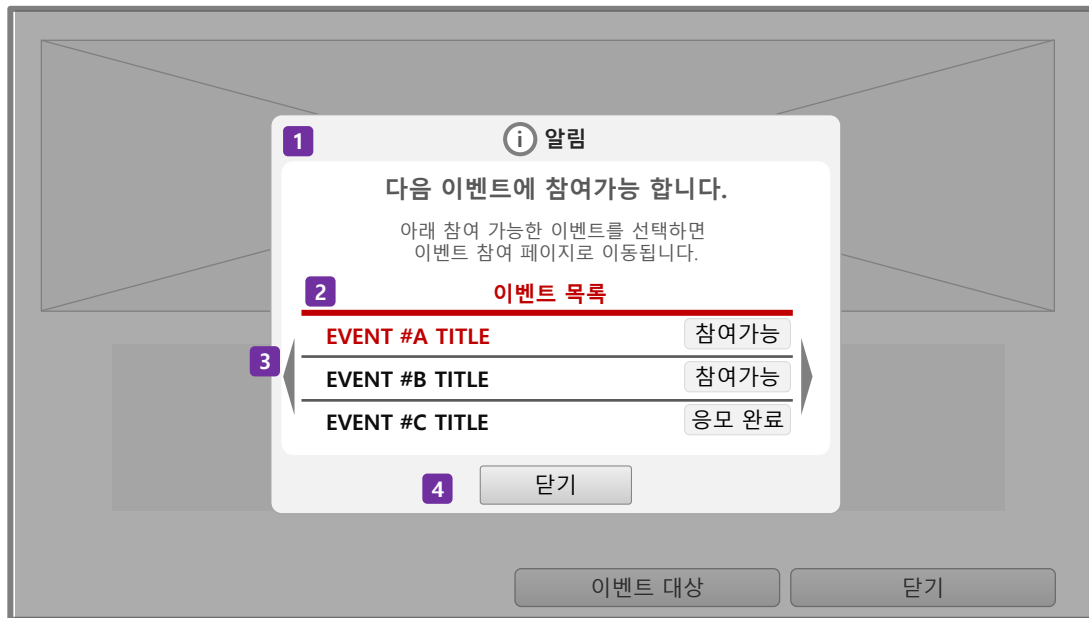 1
i 알림
다음 이벤트에 참여가능 합니다.
아래 참여 가능한 이벤트를 선택하면
이벤트 참여 페이지로 이동됩니다.
2
이벤트 목록
EVENT #A TITLE 참여가능
3
EVENT #B TITLE 참여가능
EVENT #C TITLE 응모 완료
4
닫기
이벤트 대상 닫기